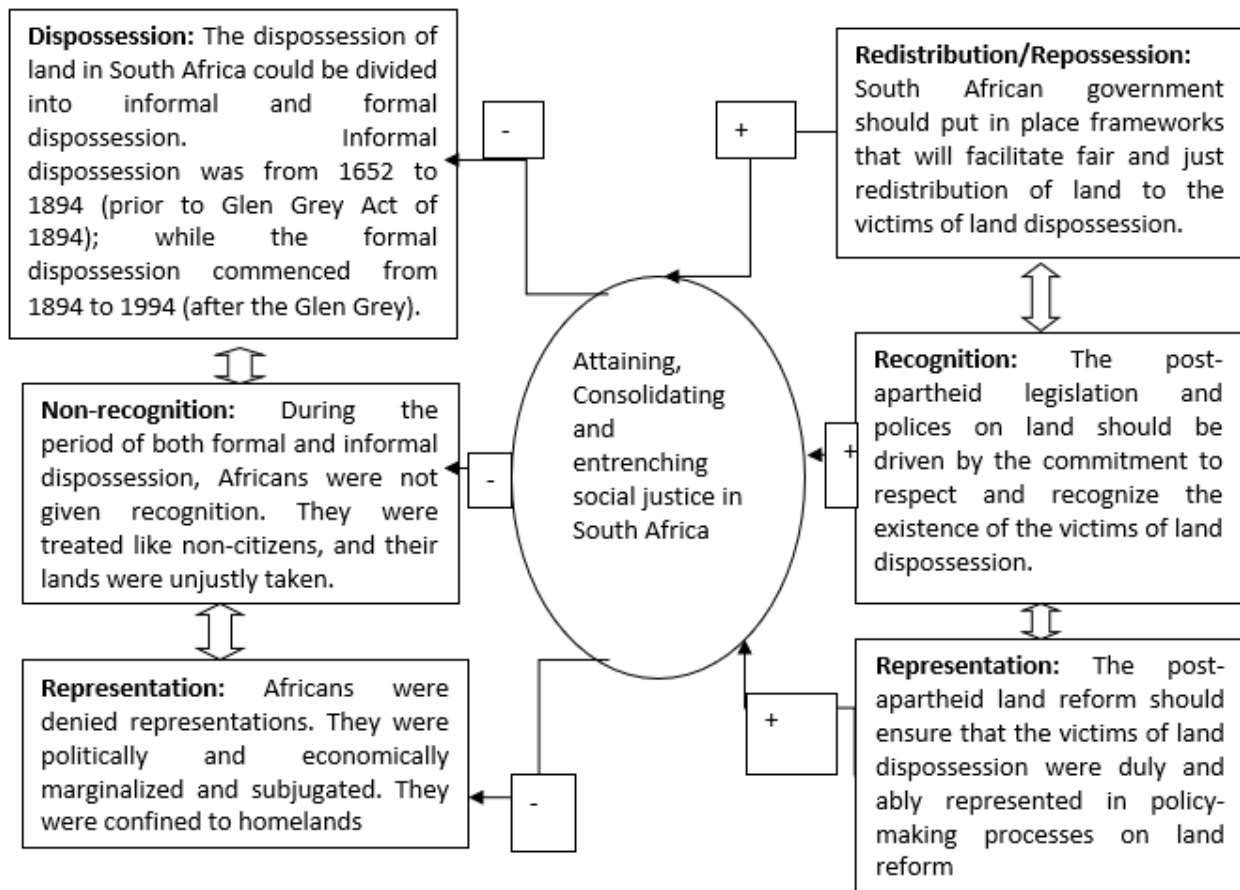 Dispossession: The dispossession of
land in South Africa could be divided
into informal and formal
dispossession. Informal
dispossession was from 1652 to
1894 (prior to Glen Grey Act of
1894); while the formal
dispossession commenced from
1894 to 1994 (after the Glen Grey).
-
Non-recognition: During the
period of both formal and informal
dispossession, Africans were not
given recognition. They were
treated like non-citizens, and their
lands were unjustly taken.
-
Representation: Africans were
denied representations. They were
politically and economically
marginalized and subjugated. They
were confined to homelands
-
Attaining,
Consolidating
and
entrenching
social justice in
South Africa
+
Redistribution/Repossession:
South African government
should put in place frameworks
that will facilitate fair and just
redistribution of land to the
victims of land dispossession.
+
Recognition: The post-
apartheid legislation and
polices on land should be
driven by the commitment to
respect and recognize the
existence of the victims of land
dispossession.
+
Representation: The post-
apartheid land reform should
ensure that the victims of land
dispossession were duly and
ably represented in policy-
making processes on land
reform